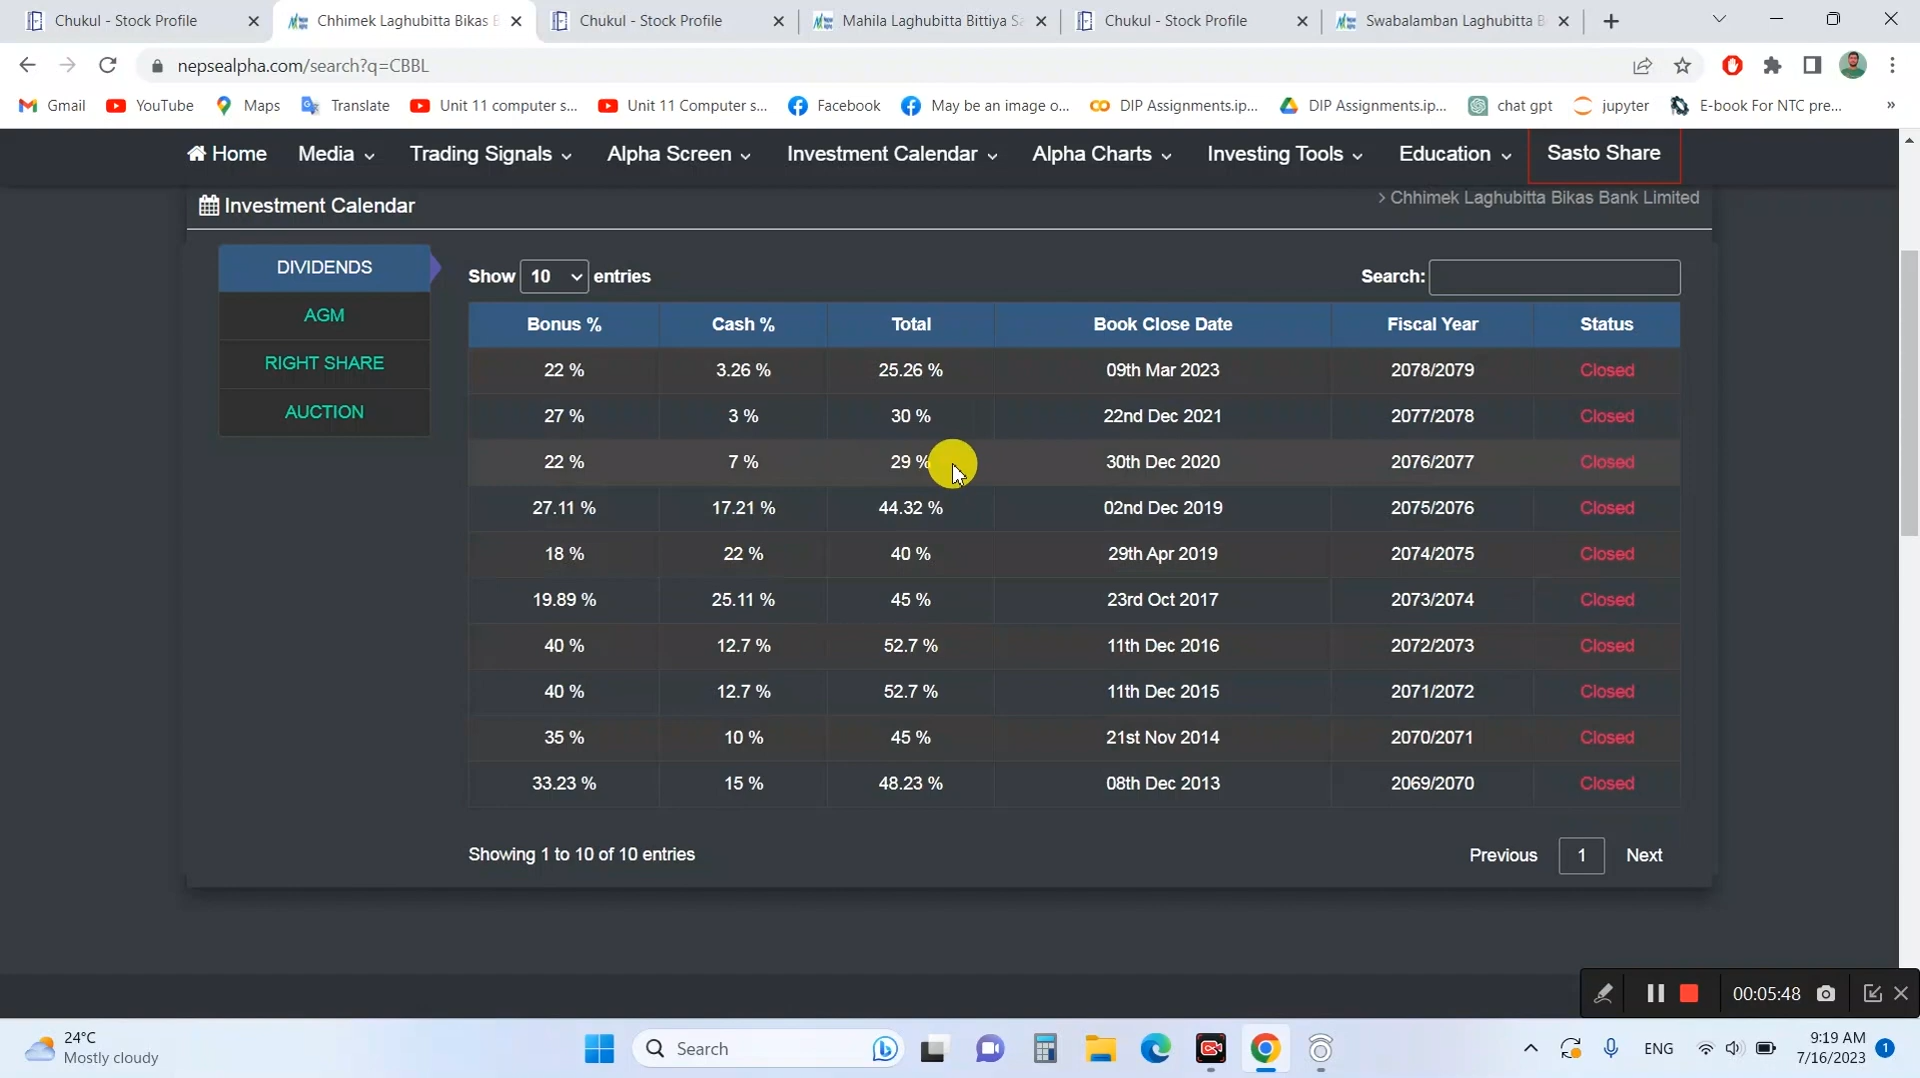 Chukul - Stock Profile
Chhimek Laghubitta Bikas B
Chukul - Stock Profile
Mahila Laghubitta Bittiya Sa
Chukul - Stock Profile
Swabalamban Laghubitta B
nepsealpha.com/search?q=CBBL
Gmail YouTube Maps Translate Unit 11 computer s... Unit 11 Computer s... Facebook May be an image o... DIP Assignments.ip... DIP Assignments.ip... chat gpt jupyter E-book For NTC pre... »
Home Media Trading Signals Alpha Screen Investment Calendar Alpha Charts Investing Tools Education Sasto Share
Investment Calendar
> Chhimek Laghubitta Bikas Bank Limited
DIVIDENDS
AGM
RIGHT SHARE
AUCTION
Show 10 entries
Search:
Bonus % Cash % Total Book Close Date Fiscal Year Status
22 % 3.26 % 25.26 % 09th Mar 2023 2078/2079 Closed
27 % 3 % 30 % 22nd Dec 2021 2077/2078 Closed
22 % 7 % 29 % 30th Dec 2020 2076/2077 Closed
27.11 % 17.21 % 44.32 % 02nd Dec 2019 2075/2076 Closed
18 % 22 % 40 % 29th Apr 2019 2074/2075 Closed
19.89 % 25.11 % 45 % 23rd Oct 2017 2073/2074 Closed
40 % 12.7 % 52.7 % 11th Dec 2016 2072/2073 Closed
40 % 12.7 % 52.7 % 11th Dec 2015 2071/2072 Closed
35 % 10 % 45 % 21st Nov 2014 2070/2071 Closed
33.23 % 15 % 48.23 % 08th Dec 2013 2069/2070 Closed
Showing 1 to 10 of 10 entries
Previous 1 Next
00:05:48
24°C
Mostly cloudy
Search
ENG
9:19 AM
7/16/2023
1